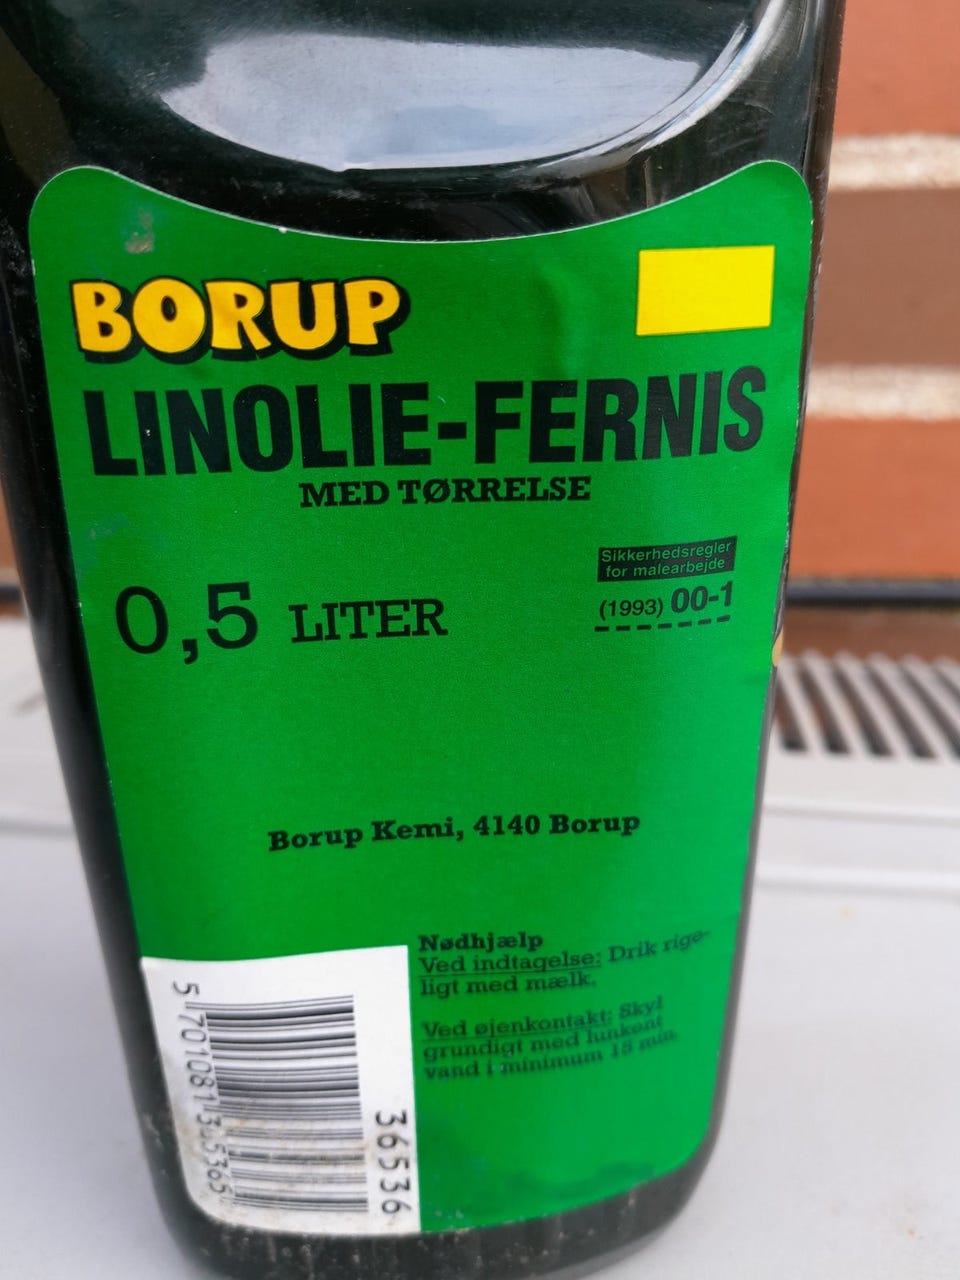 BORUP
LINOLIE-FERNIS
MED TØRRELSE
Sikkerhedsregler
for malearbejde
0,5 LITER
(1993) 00-1
Borup Kemi, 4140 Borup
Nødhjælp
Ved indtagelse: Drik rige-
ligt med mælk.
Ved øjenkontakt: Skyl
grundigt med lunkent
vand i minimum 15 min.
36536